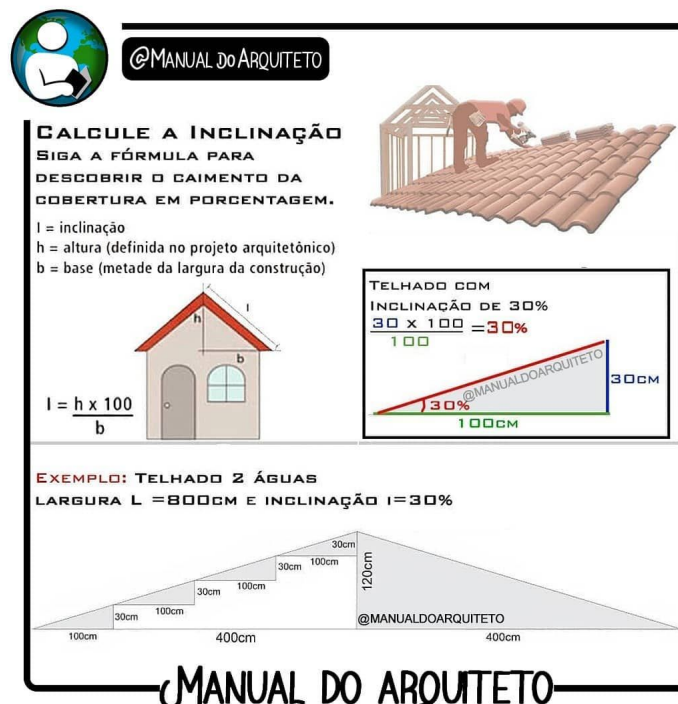 @MANUAL DO ARQUITETO
CALCULE A INCLINAÇÃO
SIGA A FÓRMULA PARA
DESCOBRIR O CAIMENTO DA
COBERTURA EM PORCENTAGEM.
I = inclinação
h = altura (definida no projeto arquitetônico)
b = base (metade da largura da construção)
h
I
b
I = h x 100
b
TELHADO COM
INCLINAÇÃO DE 30%
30 x 100 = 30%
100
@MANUALDOARQUITETO
30CM
30%
100CM
EXEMPLO: TELHADO 2 ÁGUAS
LARGURA L =800CM E INCLINAÇÃO I=30%
30cm
30cm 100cm
120cm
30cm 100cm
30cm 100cm
@MANUALDOARQUITETO
100cm 400cm 400cm
MANUAL DO ARQUITETO